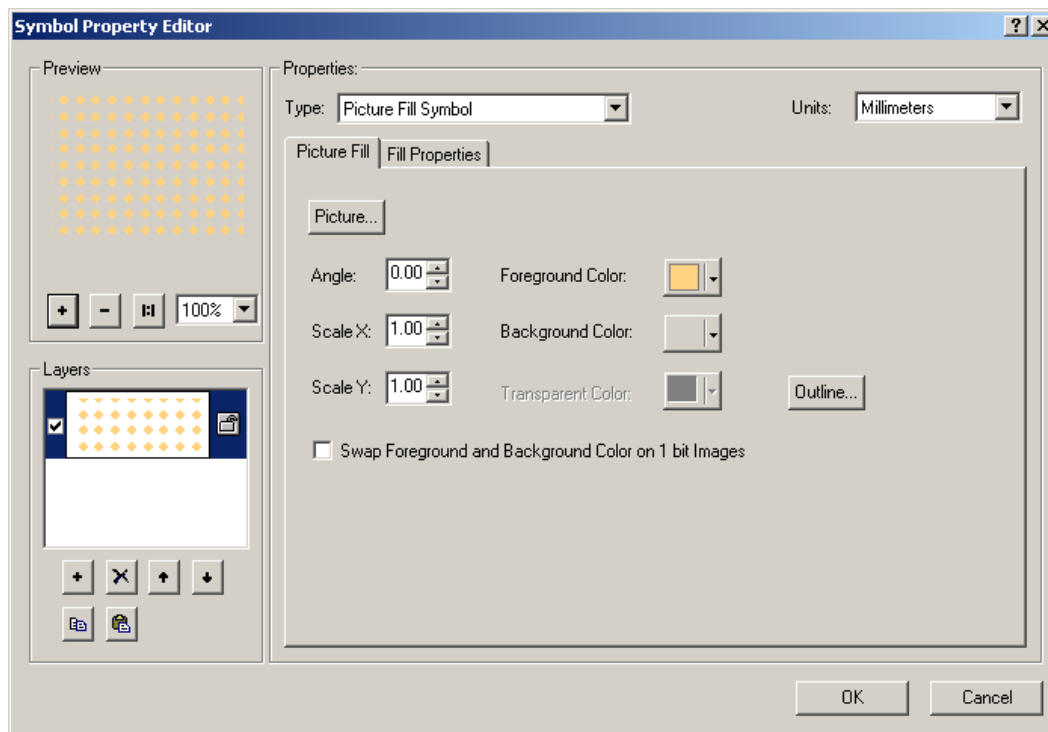 Symbol Property Editor
Preview
100%
Layers
Properties:
Type: Picture Fill Symbol
Units: Millimeters
Picture Fill
Fill Properties
Picture...
Angle: 0.00
Foreground Color:
Scale X: 1.00
Background Color:
Scale Y: 1.00
Transparent Color:
Outline...
Swap Foreground and Background Color on 1 bit Images
OK
Cancel